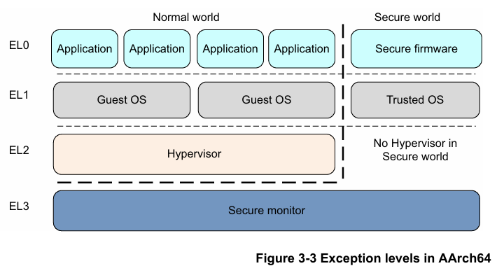 Normal world Secure world
EL0 Application Application Application Application Secure firmware
EL1 Guest OS Guest OS Trusted OS
EL2 Hypervisor No Hypervisor in
Secure world
EL3 Secure monitor
Figure 3-3 Exception levels in AArch64